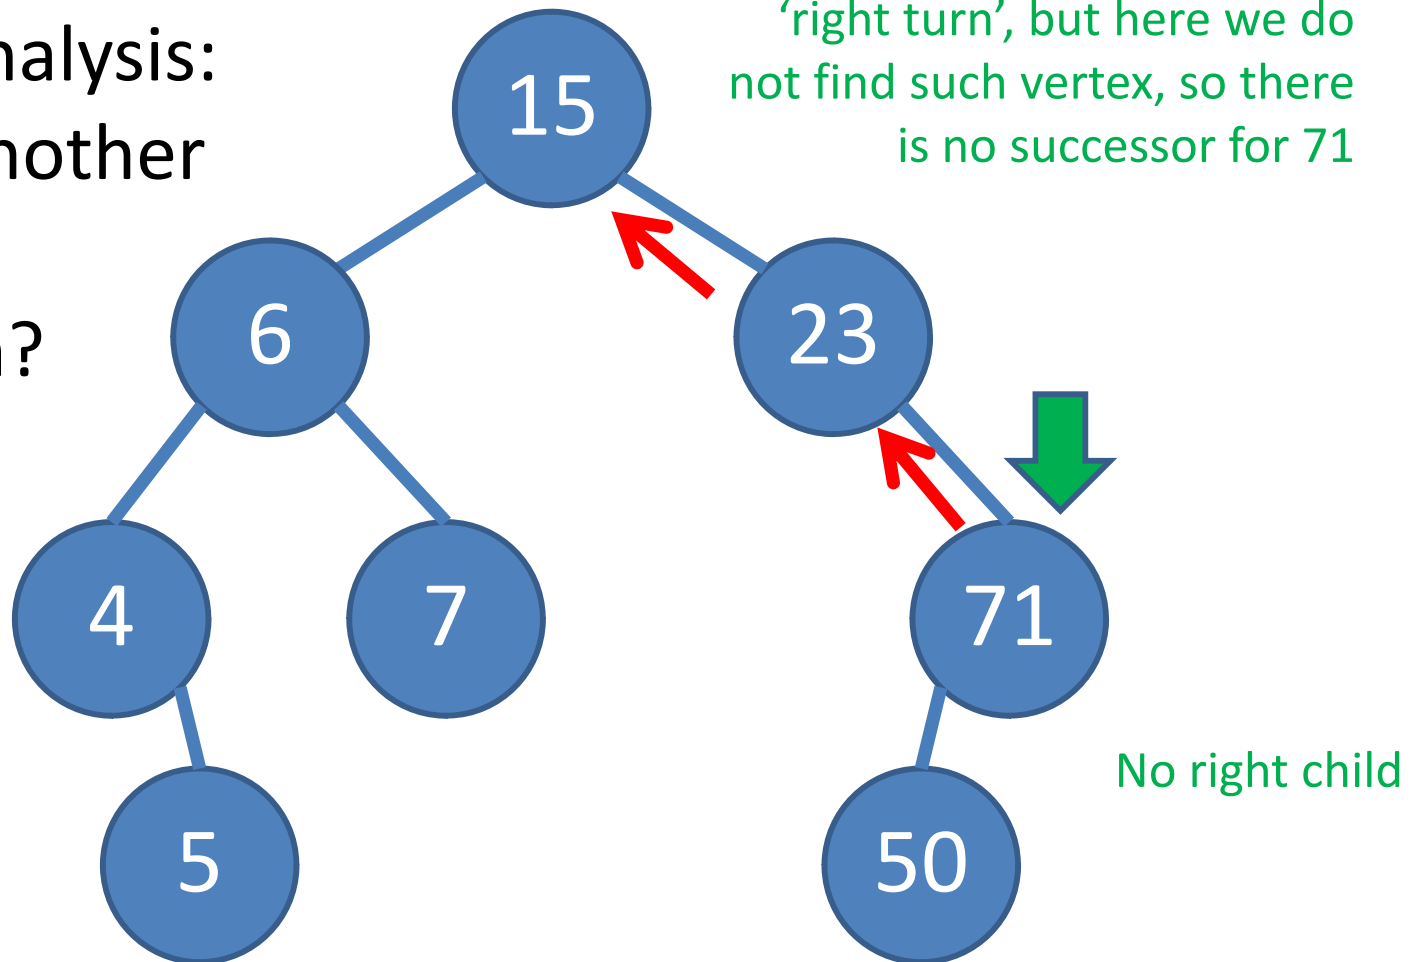 nalysis:
nother
?
‘right turn’, but here we do
not find such vertex, so there
is no successor for 71
15
6
23
4
7
71
No right child
5
50